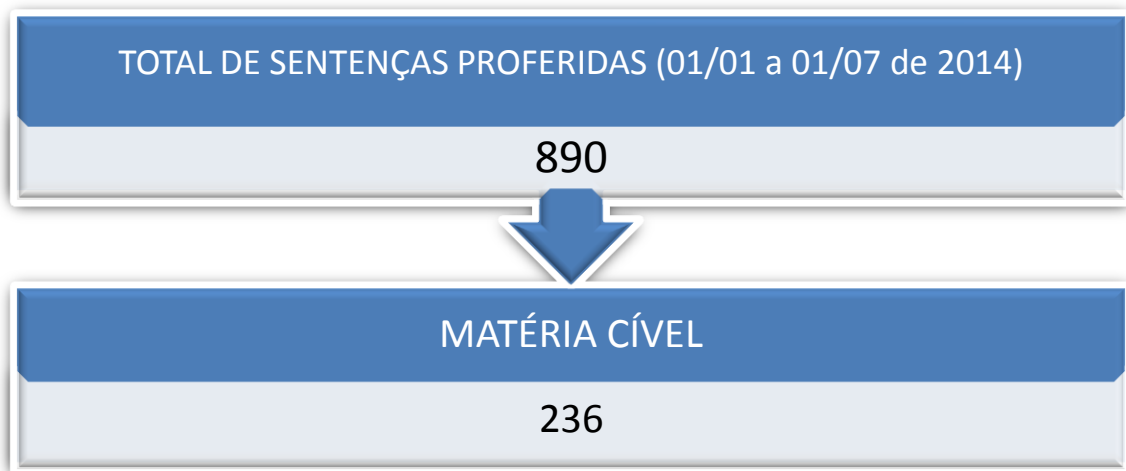 TOTAL DE SENTENÇAS PROFERIDAS (01/01 a 01/07 de 2014)
890
MATÉRIA CÍVEL
236